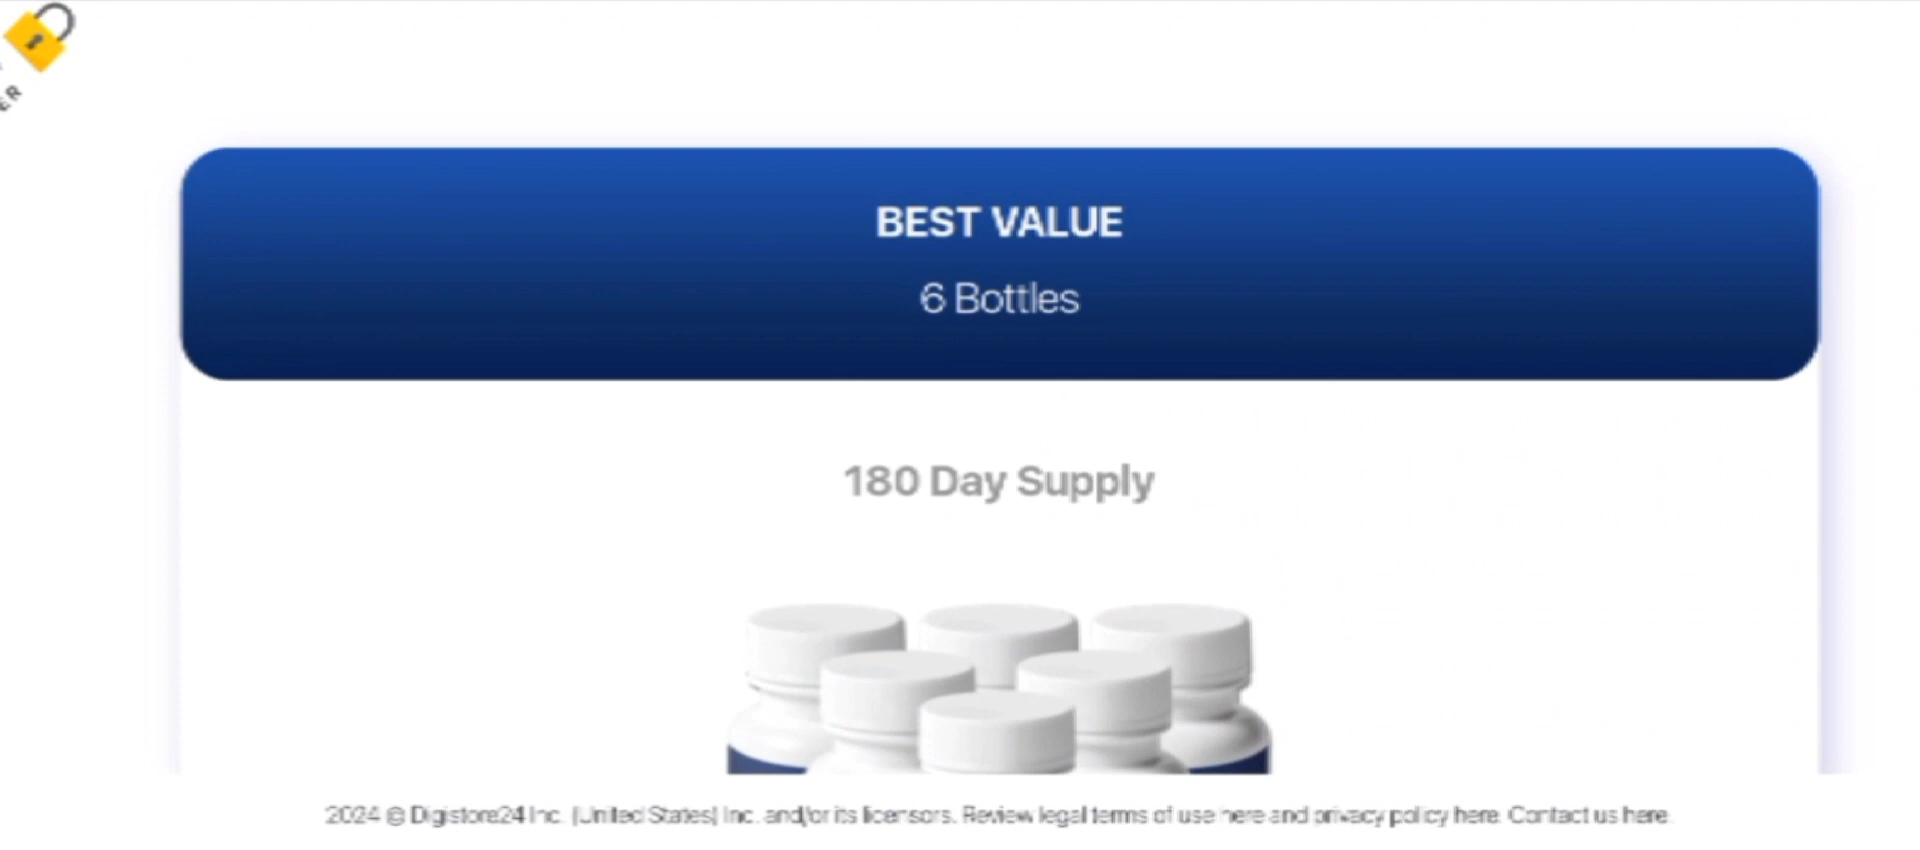 ER
BEST VALUE
6 Bottles
180 Day Supply
2024 © Digistore24 Inc. (United States) Inc. and/or its licensors. Review legal terms of use here and privacy policy here. Contact us here.